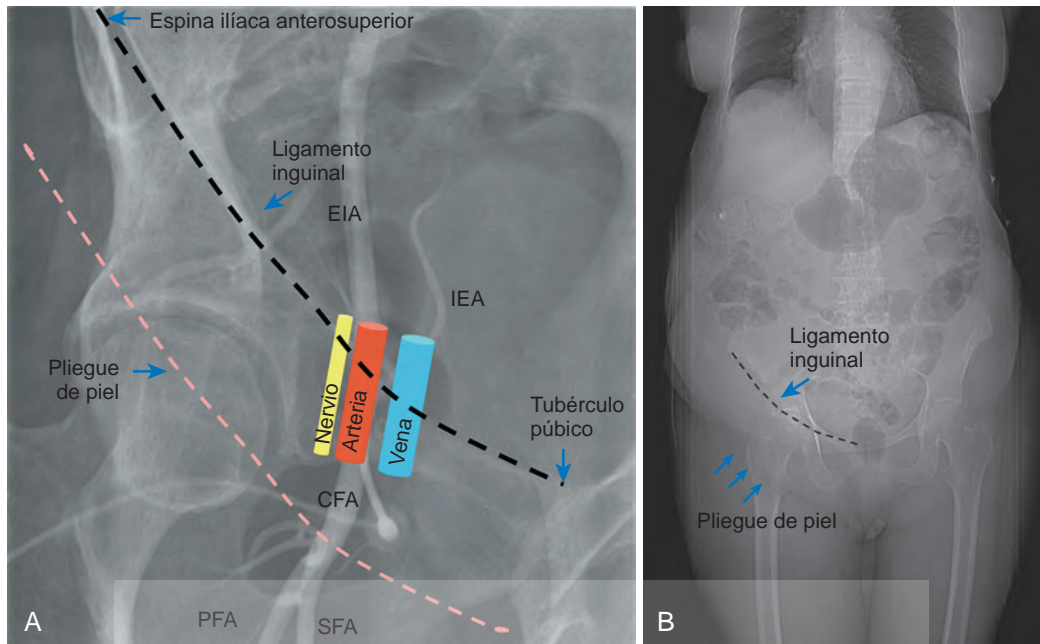 Espina ilíaca anterosuperior
Ligamento
inguinal
EIA
IEA
Pliegue
de piel
Nervio
Arteria
Vena
Tubérculo
púbico
CFA
PFA
SFA
A
Ligamento
inguinal
Pliegue de piel
B